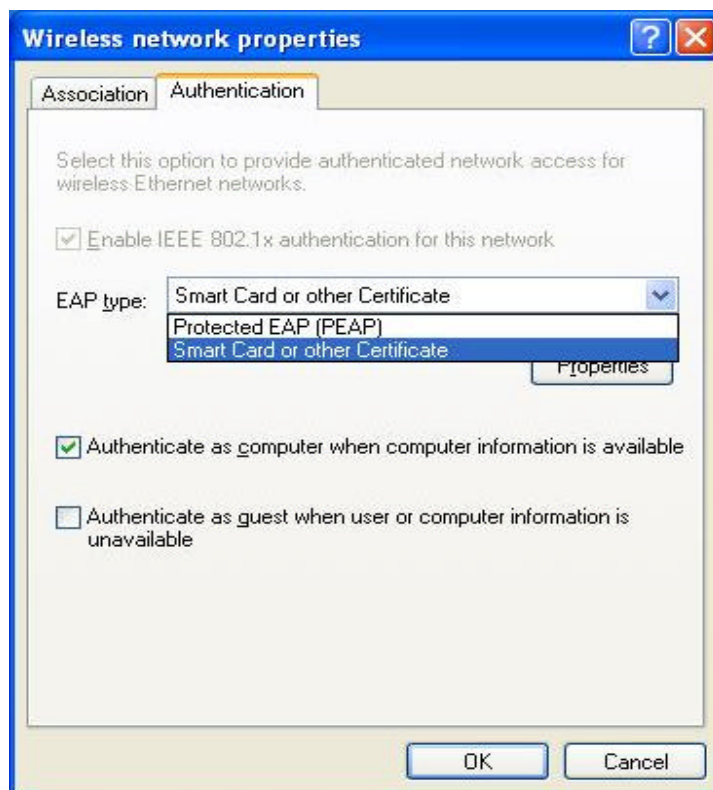 Wireless network properties
Association
Authentication
Select this option to provide authenticated network access for
wireless Ethernet networks.
Enable IEEE 802.1x authentication for this network
EAP type:
Smart Card or other Certificate
Protected EAP (PEAP)
Smart Card or other Certificate
Properties
Authenticate as computer when computer information is available
Authenticate as guest when user or computer information is
unavailable
OK
Cancel